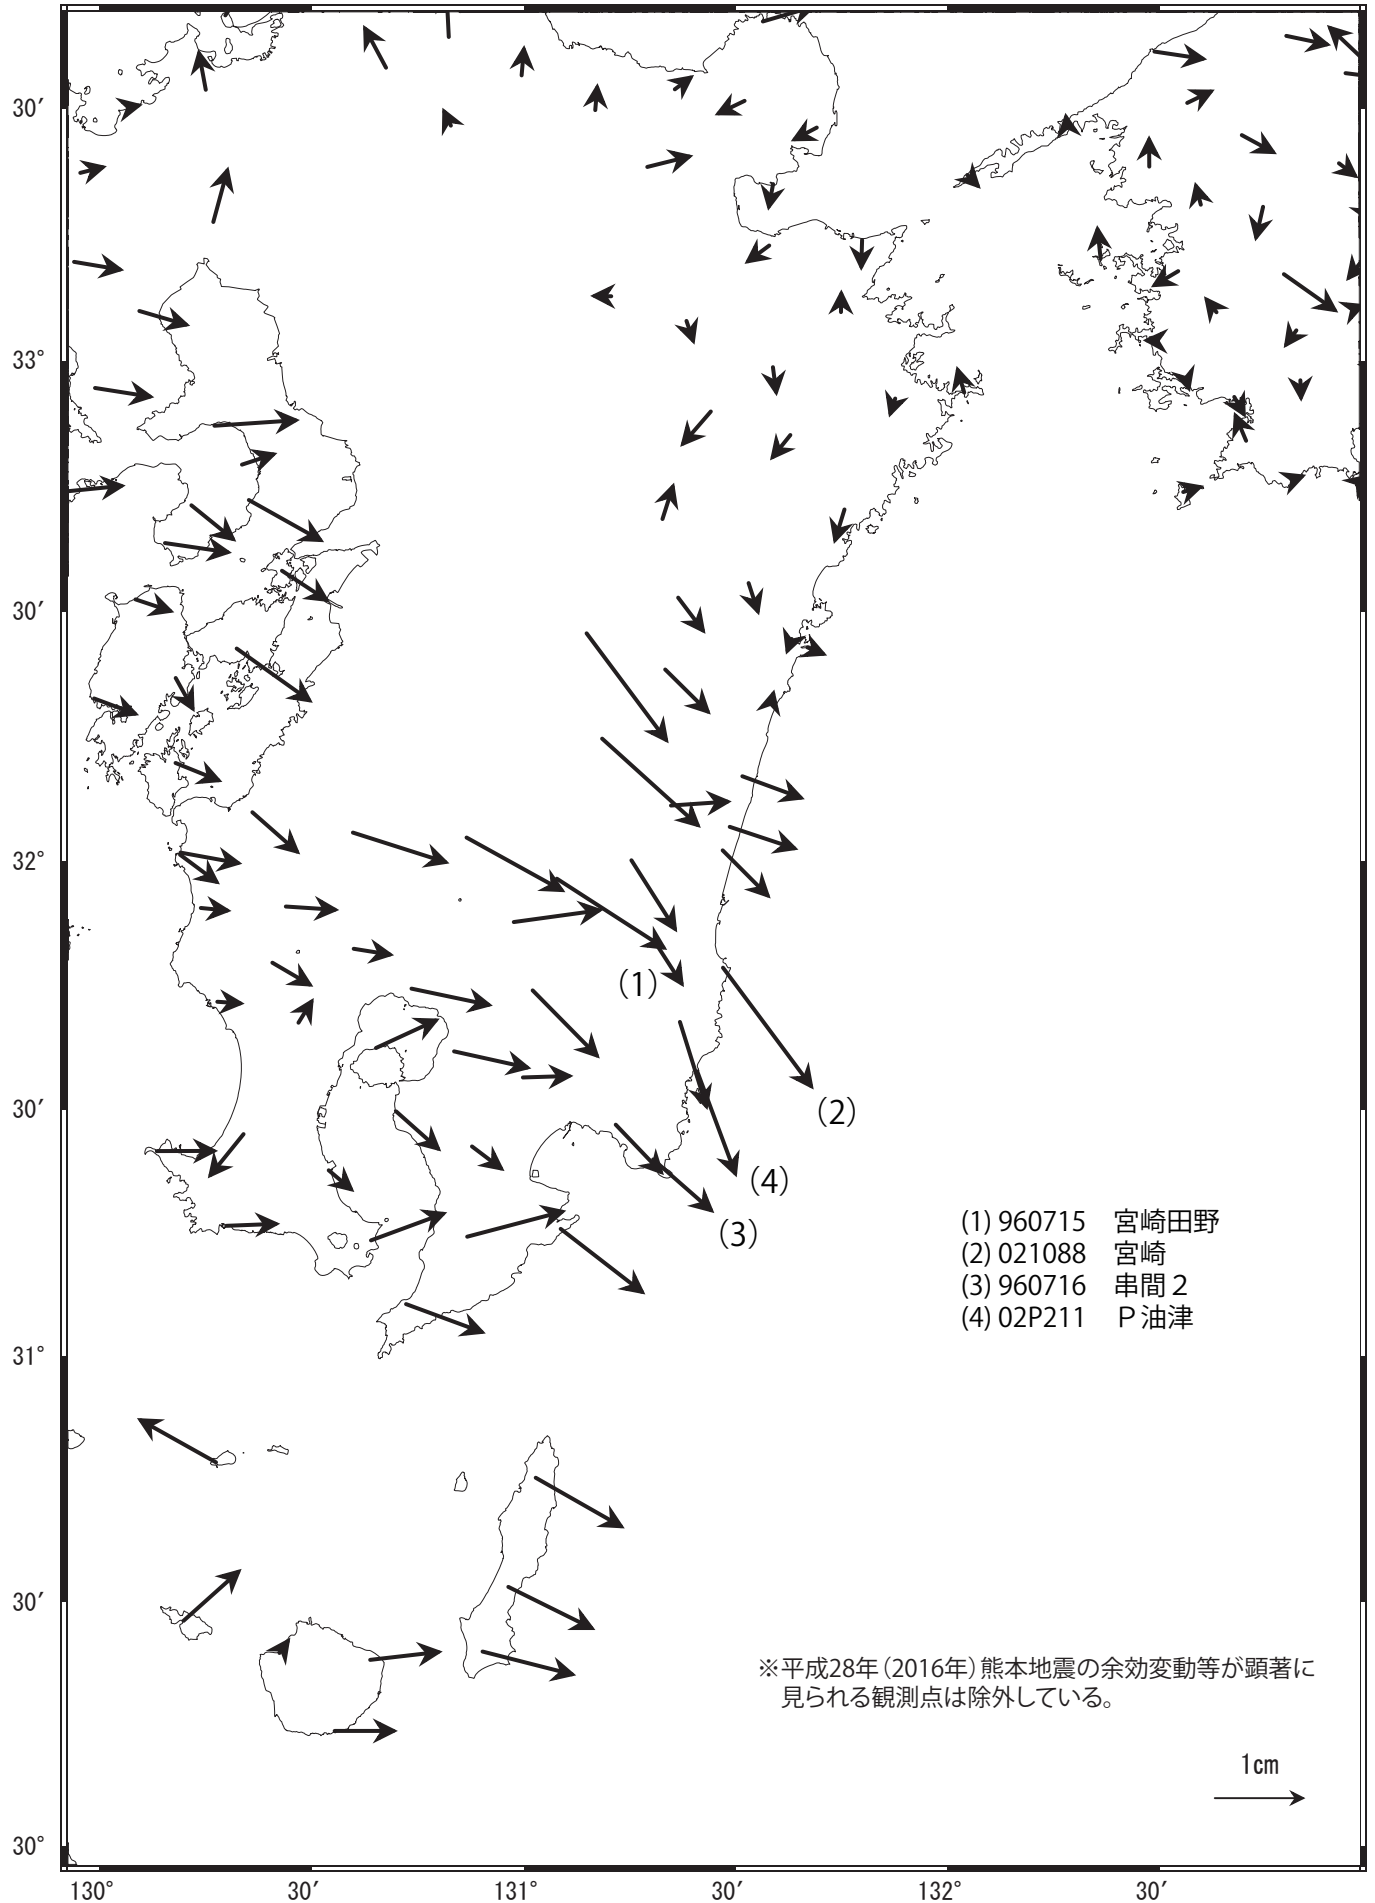 30′
33°
30′
32°
(1)
(2)
30′
(4)
(3)
(1) 960715 宮崎田野
(2) 021088 宮崎
(3) 960716 串間２
(4) 02P211 Ｐ油津
31°
30′
※平成28年（2016年）熊本地震の余効変動等が顕著に
見られる観測点は除外している。
1cm
30°
130° 30′ 131° 30′ 132° 30′